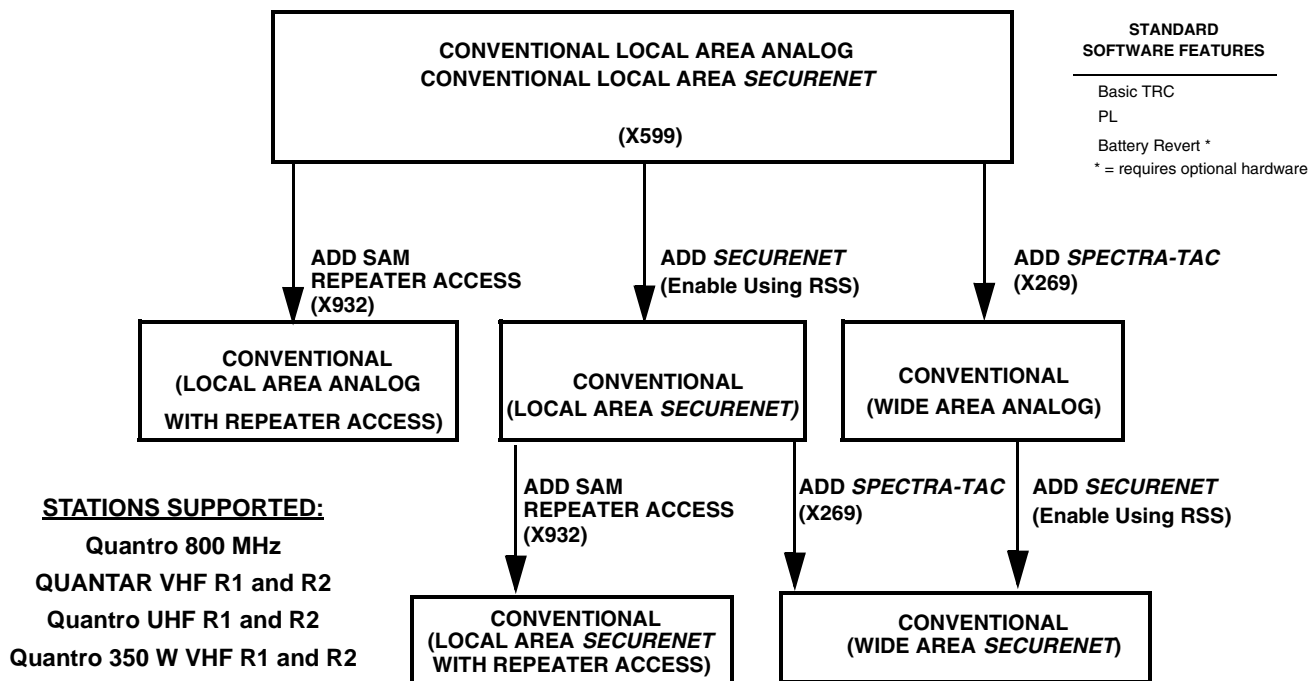 CONVENTIONAL LOCAL AREA ANALOG
CONVENTIONAL LOCAL AREA SECURENET
(X599)
STANDARD
SOFTWARE FEATURES
Basic TRC
PL
Battery Revert *
* = requires optional hardware
ADD SAM
REPEATER ACCESS
(X932)
ADD SECURENET
(Enable Using RSS)
ADD SPECTRA-TAC
(X269)
CONVENTIONAL
(LOCAL AREA ANALOG
WITH REPEATER ACCESS)
CONVENTIONAL
(LOCAL AREA SECURENET)
CONVENTIONAL
(WIDE AREA ANALOG)
ADD SAM
REPEATER ACCESS
(X932)
ADD SPECTRA-TAC
(X269)
ADD SECURENET
(Enable Using RSS)
STATIONS SUPPORTED:
Quantro 800 MHz
QUANTAR VHF R1 and R2
Quantro UHF R1 and R2
Quantro 350 W VHF R1 and R2
CONVENTIONAL
(LOCAL AREA SECURENET
WITH REPEATER ACCESS)
CONVENTIONAL
(WIDE AREA SECURENET)